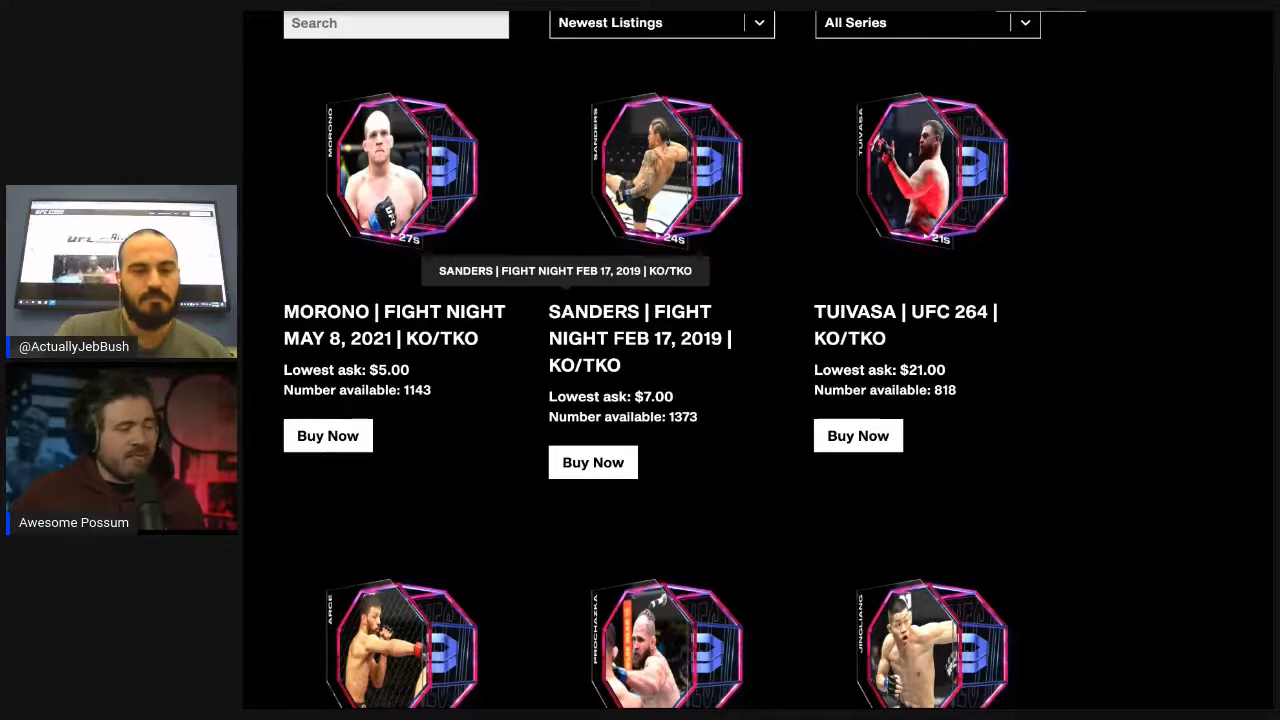 Search
Newest Listings
All Series
MORONO
27s
SANDERS
24s
TUIVASA
21s
SANDERS | FIGHT NIGHT FEB 17, 2019 | KO/TKO
MORONO | FIGHT NIGHT
MAY 8, 2021 | KO/TKO
Lowest ask: $5.00
Number available: 1143
Buy Now
SANDERS | FIGHT
NIGHT FEB 17, 2019 |
KO/TKO
Lowest ask: $7.00
Number available: 1373
Buy Now
TUIVASA | UFC 264 |
KO/TKO
Lowest ask: $21.00
Number available: 818
Buy Now
@ActuallyJebBush
Awesome Possum
ARCE
PROCHAZKA
JINGLIANG
UFC